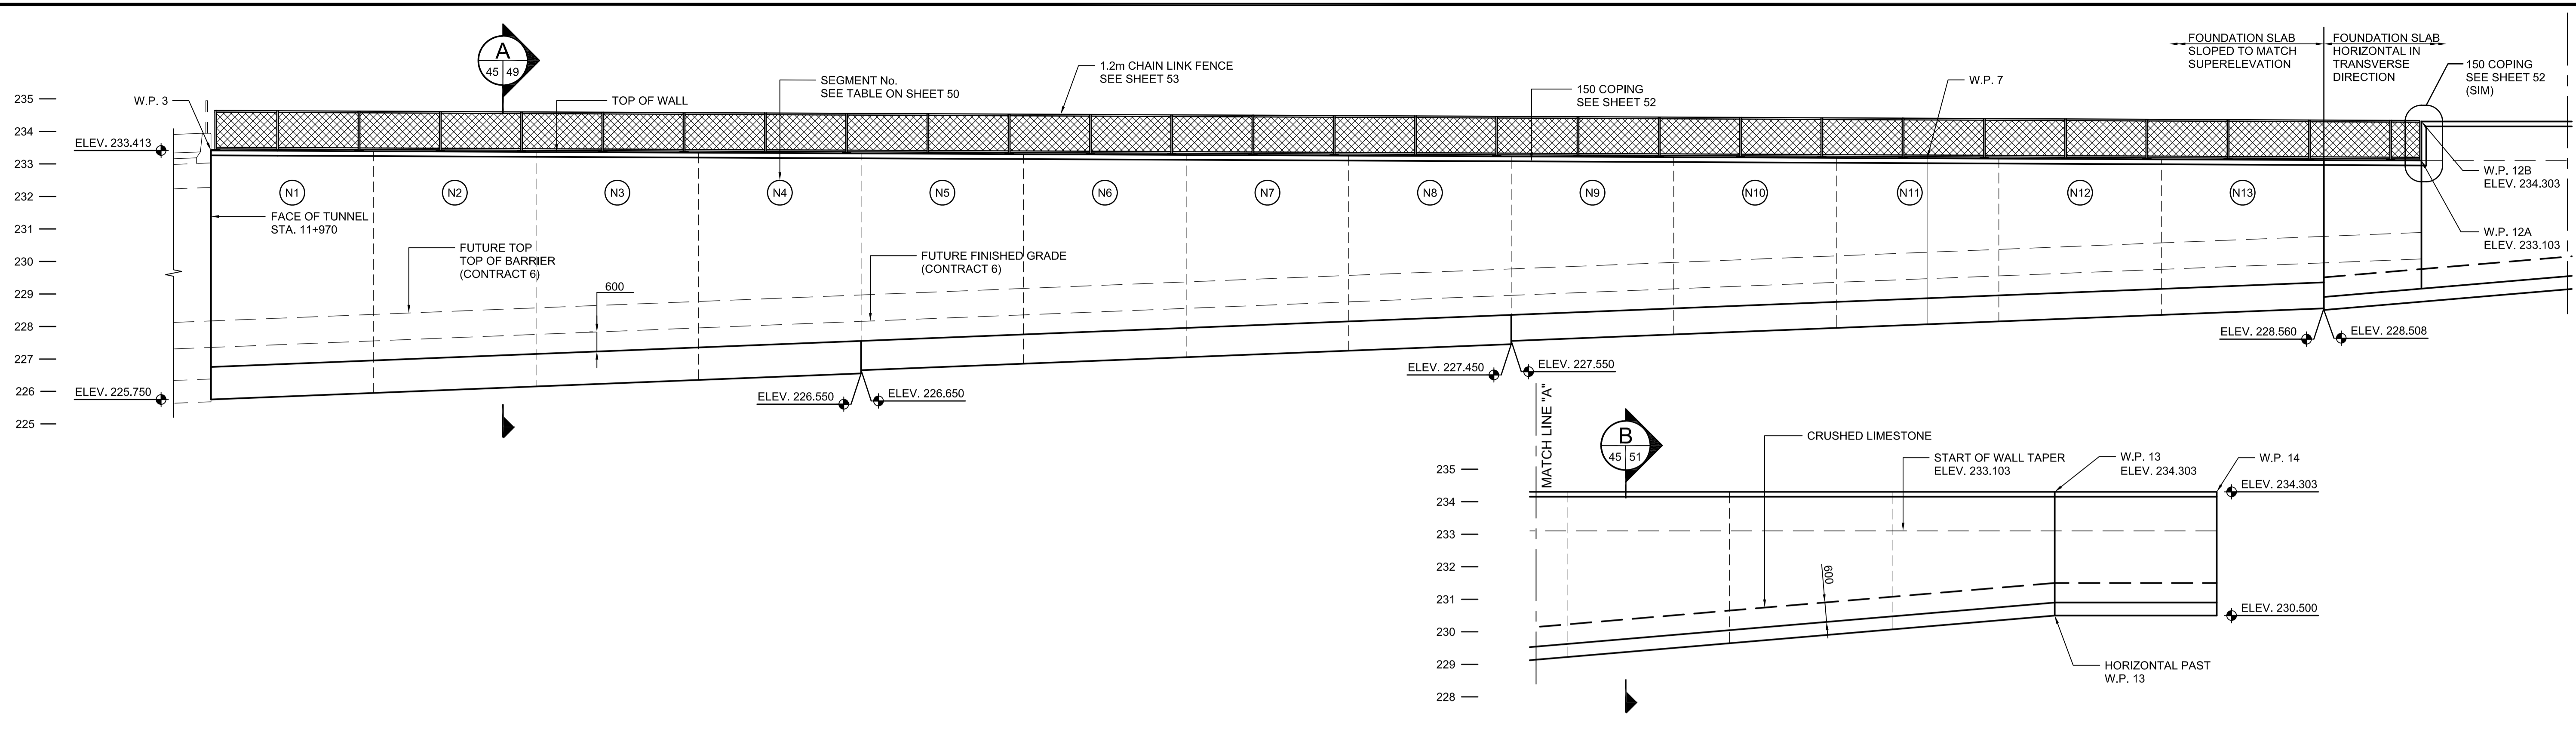 A
45 49
1.2m CHAIN LINK FENCE
SEE SHEET 53
SEGMENT No.
SEE TABLE ON SHEET 50
W.P. 3
TOP OF WALL
150 COPING
SEE SHEET 52
W.P. 7
FOUNDATION SLAB
SLOPED TO MATCH
SUPERELEVATION
FOUNDATION SLAB
HORIZONTAL IN
TRANSVERSE
DIRECTION
150 COPING
SEE SHEET 52
(SIM)
235
234
233
232
231
230
229
228
227
226
225
ELEV. 233.413
N1
N2
N3
N4
N5
N6
N7
N8
N9
N10
N11
N12
N13
W.P. 12B
ELEV. 234.303
W.P. 12A
ELEV. 233.103
FACE OF TUNNEL
STA. 11+970
FUTURE TOP
TOP OF BARRIER
(CONTRACT 6)
FUTURE FINISHED GRADE
(CONTRACT 6)
600
ELEV. 225.750
ELEV. 226.550
ELEV. 226.650
ELEV. 227.450
ELEV. 227.550
ELEV. 228.560
ELEV. 228.508
MATCH LINE "A"
B
45 51
CRUSHED LIMESTONE
START OF WALL TAPER
ELEV. 233.103
W.P. 13
ELEV. 234.303
W.P. 14
ELEV. 234.303
235
234
233
232
231
230
229
228
600
ELEV. 230.500
HORIZONTAL PAST
W.P. 13